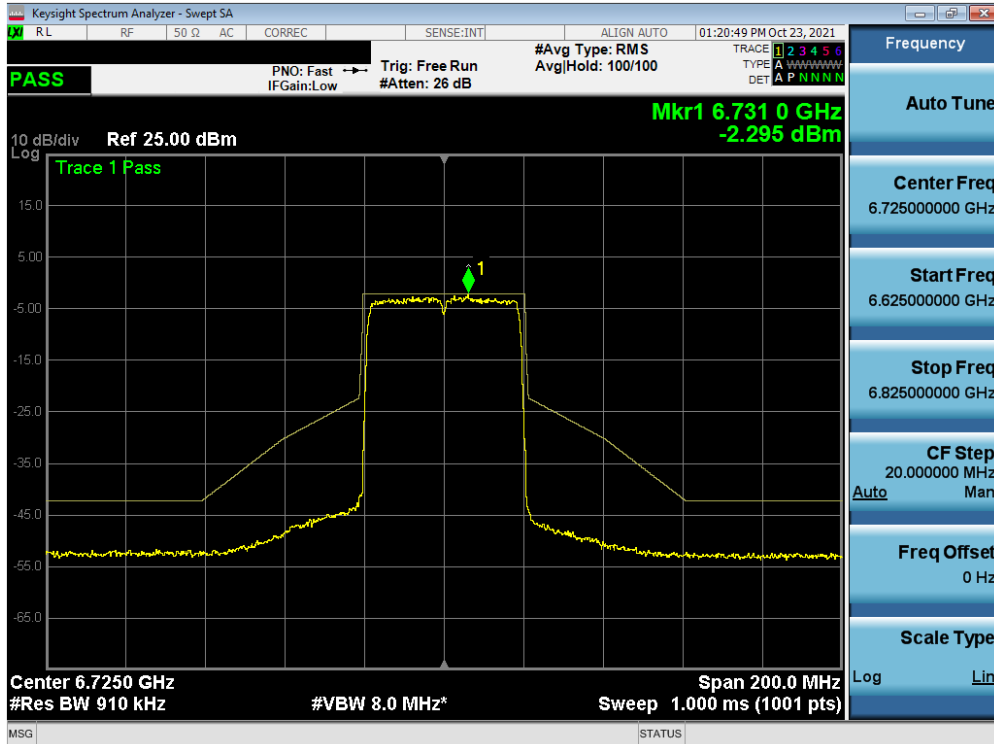 Keysight Spectrum Analyzer - Swept SA
LXI RL RF 50 Ω AC CORREC SENSE:INT ALIGN AUTO 01:20:49 PM Oct 23, 2021
PASS
PNO: Fast
IFGain:Low
Trig: Free Run
#Atten: 26 dB
#Avg Type: RMS
Avg|Hold: 100/100
TRACE 1 2 3 4 5 6
TYPE A WWWWW
DET A P N N N N
Mkr1 6.731 0 GHz
-2.295 dBm
10 dB/div Ref 25.00 dBm
Log
Trace 1 Pass
15.0
5.00
1
-5.00
-15.0
-25.0
-35.0
-45.0
-55.0
-65.0
Center 6.7250 GHz Span 200.0 MHz
#Res BW 910 kHz #VBW 8.0 MHz* Sweep 1.000 ms (1001 pts)
MSG STATUS
Frequency
Auto Tune
Center Freq
6.725000000 GHz
Start Freq
6.625000000 GHz
Stop Freq
6.825000000 GHz
CF Step
20.000000 MHz
Auto Man
Freq Offset
0 Hz
Scale Type
Log Lin